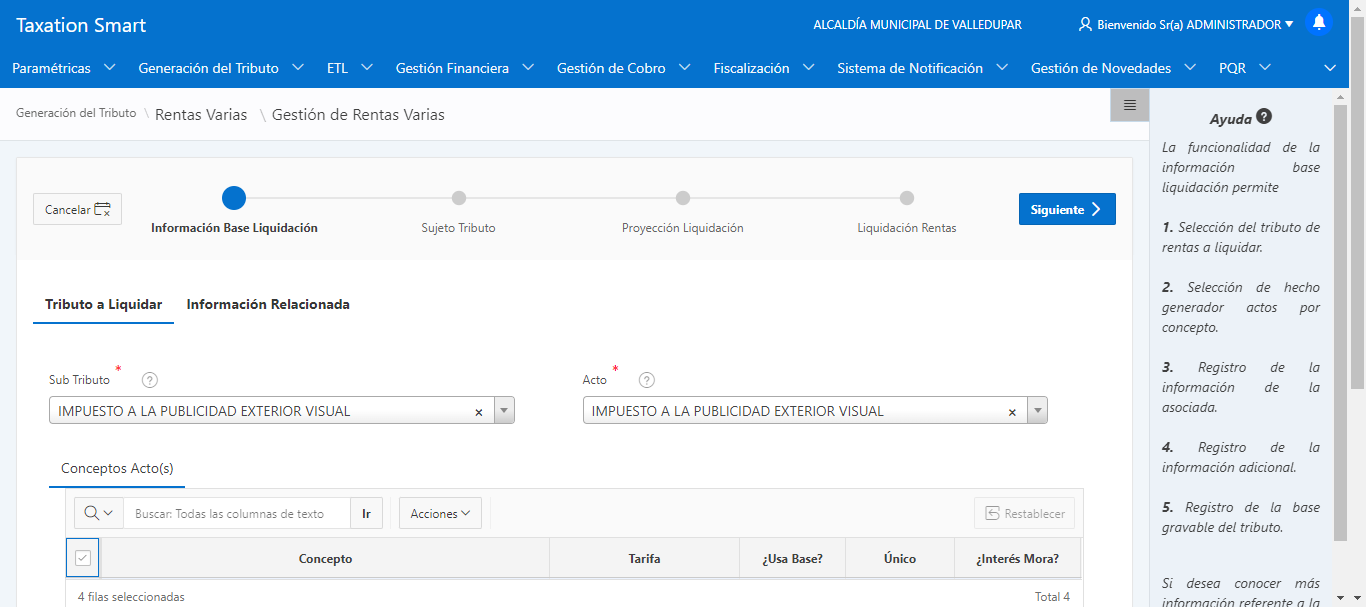 Taxation Smart
ALCALDÍA MUNICIPAL DE VALLEDUPAR
Bienvenido Sr(a) ADMINISTRADOR
Paramétricas
Generación del Tributo
ETL
Gestión Financiera
Gestión de Cobro
Fiscalización
Sistema de Notificación
Gestión de Novedades
PQR
Generación del Tributo \ Rentas Varias \ Gestión de Rentas Varias
Cancelar
Información Base Liquidación
Sujeto Tributo
Proyección Liquidación
Liquidación Rentas
Siguiente
Tributo a Liquidar
Información Relacionada
Sub Tributo *
?
IMPUESTO A LA PUBLICIDAD EXTERIOR VISUAL
×
Acto *
?
IMPUESTO A LA PUBLICIDAD EXTERIOR VISUAL
×
Conceptos Acto(s)
Buscar: Todas las columnas de texto
Ir
Acciones
Restablecer
Concepto
Tarifa
¿Usa Base?
Único
¿Interés Mora?
4 filas seleccionadas
Total 4
Ayuda ?
La funcionalidad de la
información base
liquidación permite
1. Selección del tributo de
rentas a liquidar.
2. Selección de hecho
generador actos por
concepto.
3. Registro de la
información de la
asociada.
4. Registro de la
información adicional.
5. Registro de la base
gravable del tributo.
Si desea conocer más
información referente a la